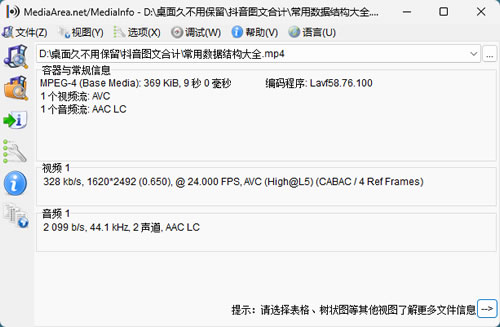 MediaArea.net/MediaInfo - D:\桌面久不用保留\抖音图文合计\常用数据结构大全....
文件(Z) 视图(Y) 选项(X) 调试(W) 帮助(V) 语言(U)
D:\桌面久不用保留\抖音图文合计\常用数据结构大全.mp4
...
容器与常规信息
MPEG-4 (Base Media): 369 KiB, 9 秒 0 毫秒 编码程序: Lavf58.76.100
1 个视频流: AVC
1 个音频流: AAC LC
视频 1
328 kb/s, 1620*2492 (0.650), @ 24.000 FPS, AVC (High@L5) (CABAC / 4 Ref Frames)
音频 1
2 099 b/s, 44.1 kHz, 2 声道, AAC LC
提示: 请选择表格、树状图等其他视图了解更多文件信息
-->